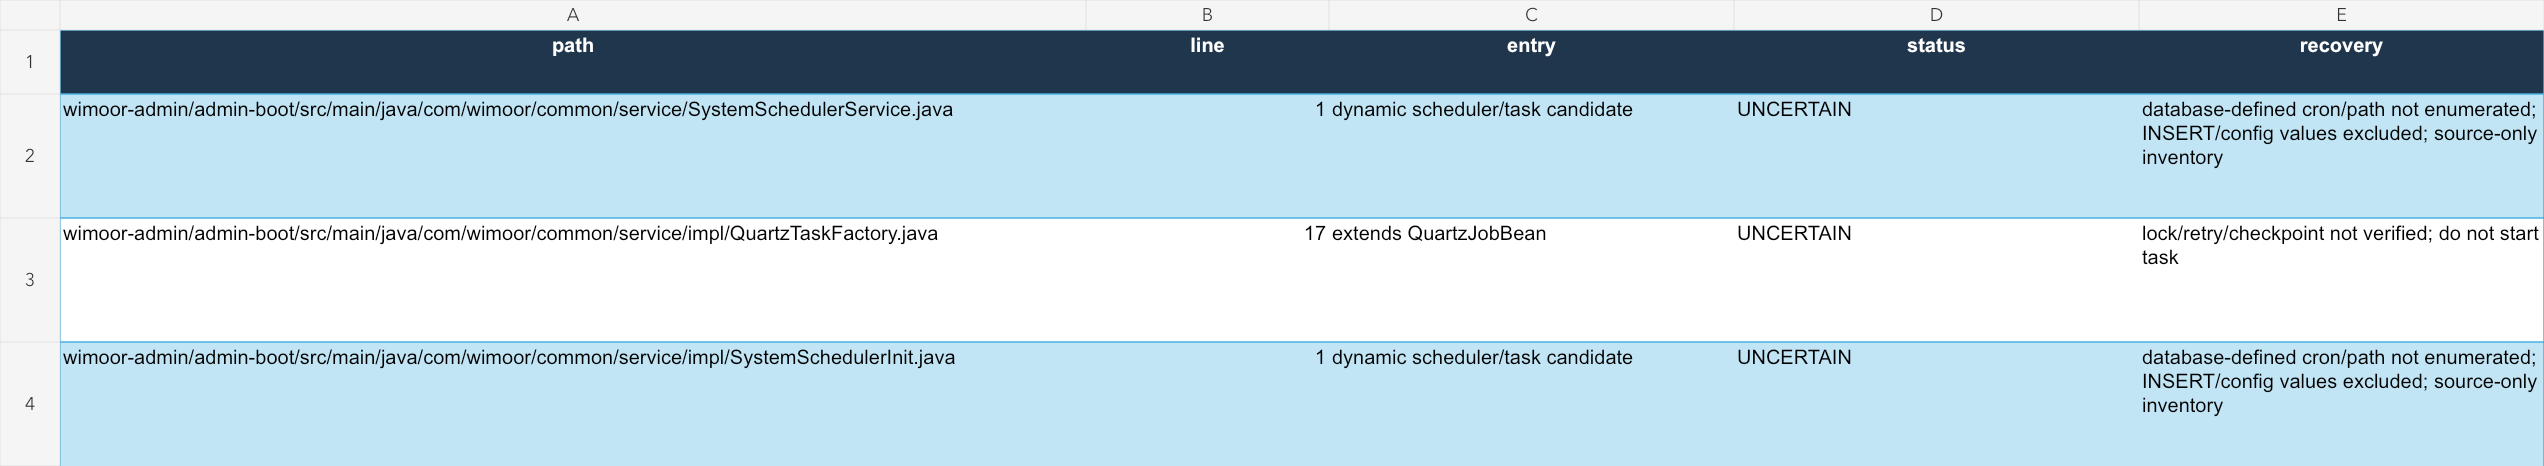 A B C D E
1 path line entry status recovery
2 wimoor-admin/admin-boot/src/main/java/com/wimoor/common/service/SystemSchedulerService.java 1 dynamic scheduler/task candidate UNCERTAIN database-defined cron/path not enumerated;
INSERT/config values excluded; source-only
inventory
3 wimoor-admin/admin-boot/src/main/java/com/wimoor/common/service/impl/QuartzTaskFactory.java 17 extends QuartzJobBean UNCERTAIN lock/retry/checkpoint not verified; do not start
task
4 wimoor-admin/admin-boot/src/main/java/com/wimoor/common/service/impl/SystemSchedulerInit.java 1 dynamic scheduler/task candidate UNCERTAIN database-defined cron/path not enumerated;
INSERT/config values excluded; source-only
inventory